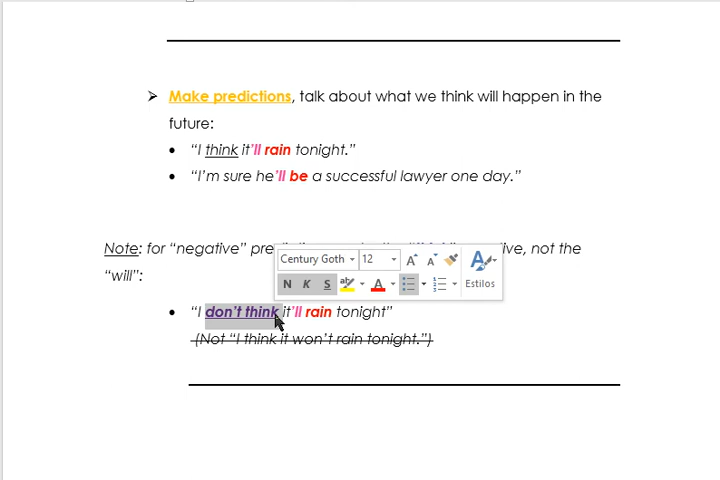 Make predictions, talk about what we think will happen in the
future:
“I think it’ll rain tonight.”
“I’m sure he’ll be a successful lawyer one day.”
Note: for “negative” not the
Century Goth 12
N K S Estilos
“will”:
“I don’t think it’ll rain tonight”
(Not “I think it won’t rain tonight.”)